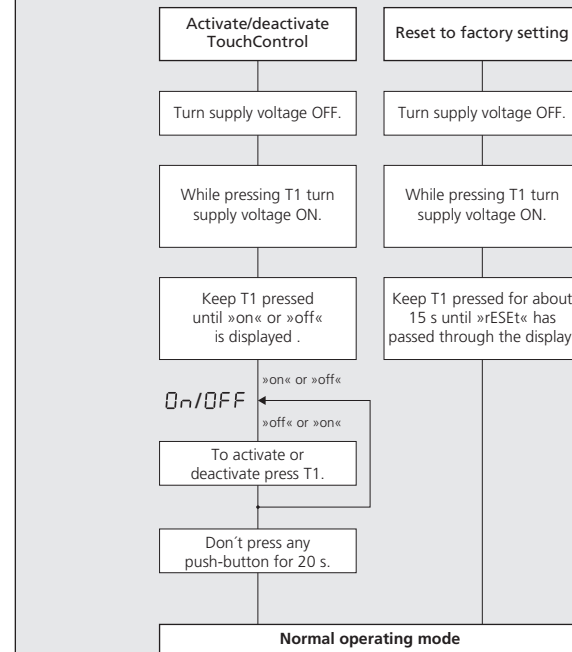 Activate/deactivate
TouchControl
Turn supply voltage OFF.
While pressing T1 turn
supply voltage ON.
Keep T1 pressed
until »on« or »off«
is displayed .
»on« or »off«
On/OFF
»off« or »on«
To activate or
deactivate press T1.
Don´t press any
push-button for 20 s.
Reset to factory setting
Turn supply voltage OFF.
While pressing T1 turn
supply voltage ON.
Keep T1 pressed for about
15 s until »rESEt« has
passed through the display
Normal operating mode